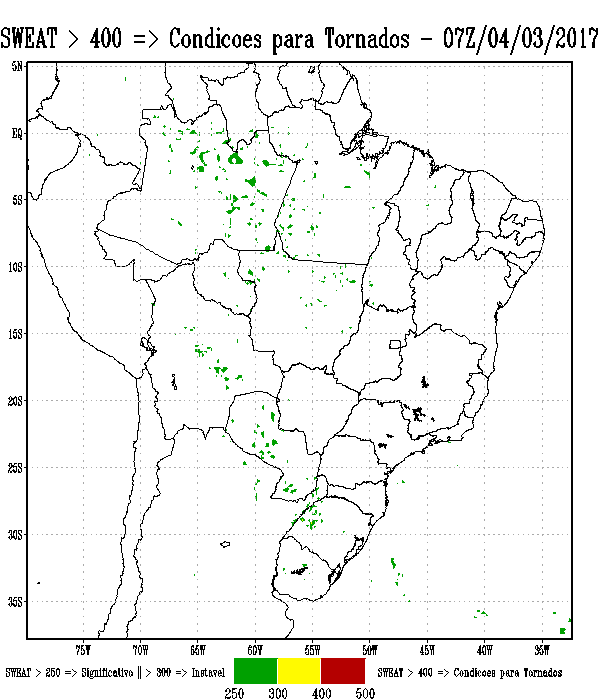 SWEAT > 400 => Condicoes para Tornados - 07Z/04/03/2017
5N
EQ
5S
10S
15S
20S
25S
30S
35S
75W 70W 65W 60W 55W 50W 45W 40W 35W
SWEAT > 250 => Significativo || > 300 => Instavel
SWEAT > 400 => Condicoes para Tornados
250 300 400 500